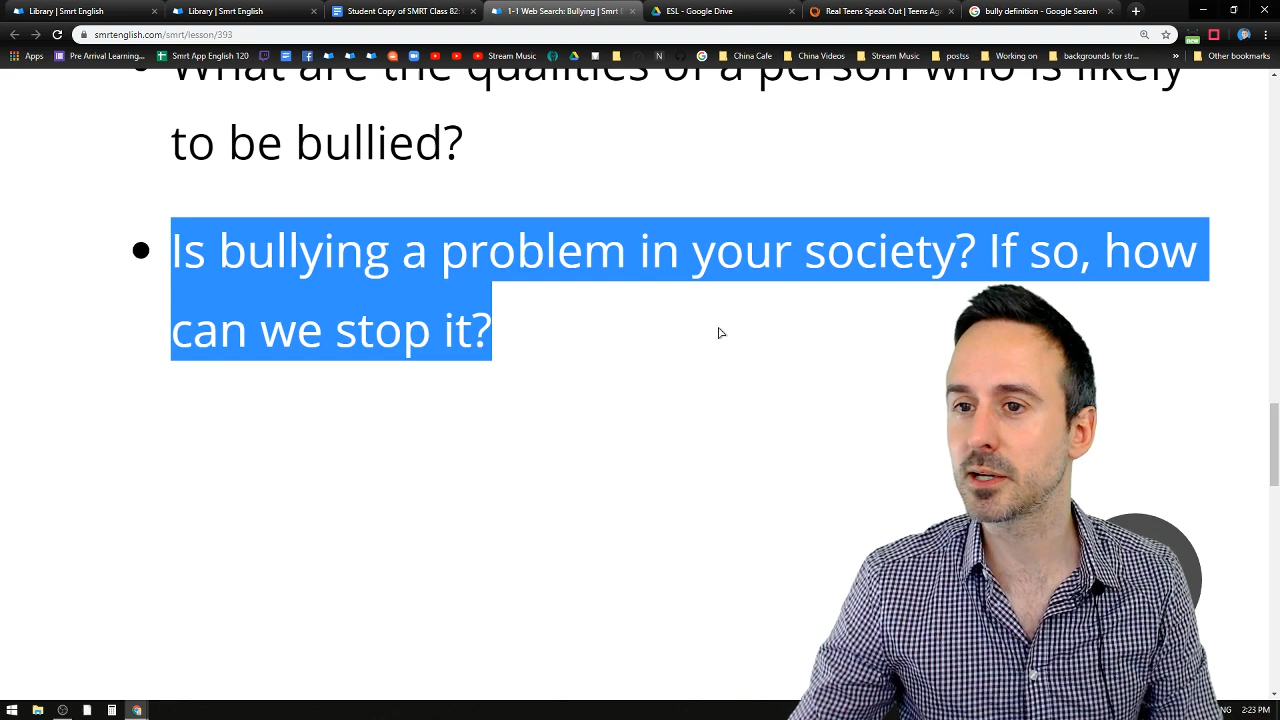 Library | Smrt English
Library | Smrt English
Student Copy of SMRT Class 82:
1-1 Web Search: Bullying | Smrt E
ESL - Google Drive
Real Teens Speak Out | Teens Ag
bully definition - Google Search
smrtenglish.com/smrt/lesson/393
Apps
Pre Arrival Learning...
Smrt App English 120
Stream Music
China Cafe
China Videos
Stream Music
postss
Working on
backgrounds for str...
Other bookmarks
What are the qualities of a person who is likely
to be bullied?
Is bullying a problem in your society? If so, how
can we stop it?
2:23 PM